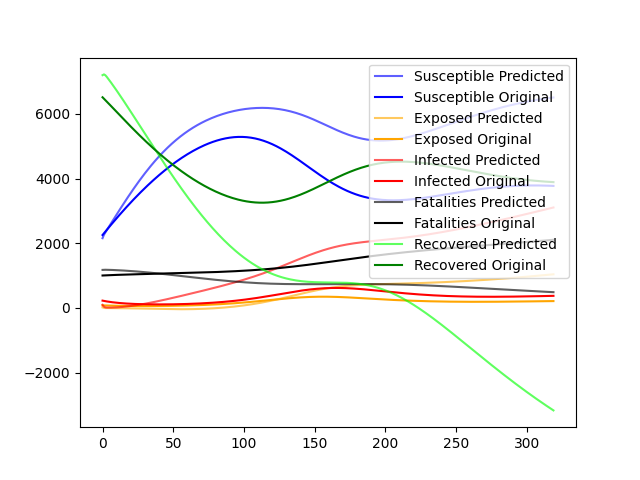 Susceptible Predicted
Susceptible Original
Exposed Predicted
Exposed Original
Infected Predicted
Infected Original
Fatalities Predicted
Fatalities Original
Recovered Predicted
Recovered Original
6000
4000
2000
0
−2000
0 50 100 150 200 250 300